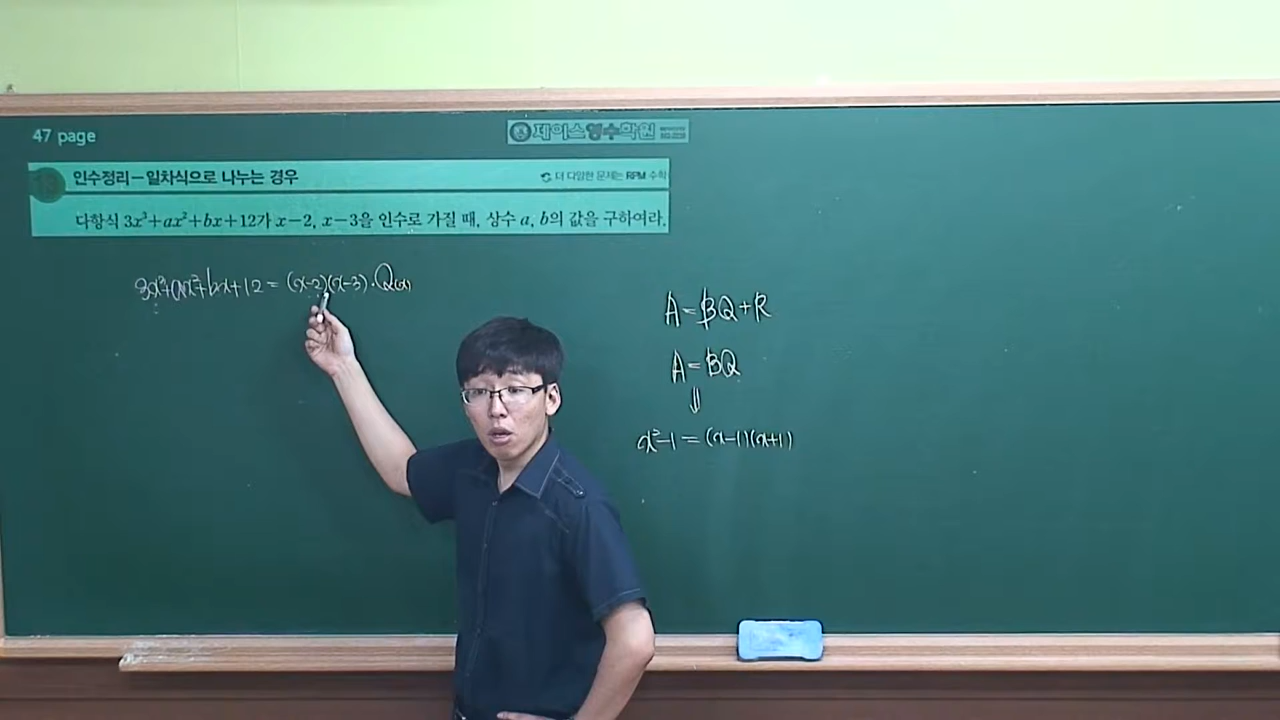 47 page
제이스영수학원
인수정리-일차식으로 나누는 경우
더 다양한 문제는 RPM 수학
다항식 3x³+ax²+bx+12가 x-2, x-3을 인수로 가질 때, 상수 a, b의 값을 구하여라.
3x³+ax²+bx+12=(x-2)(x-3)·Q(x)
A=BQ+R
A=BQ
⇓
x²-1=(x-1)(x+1)